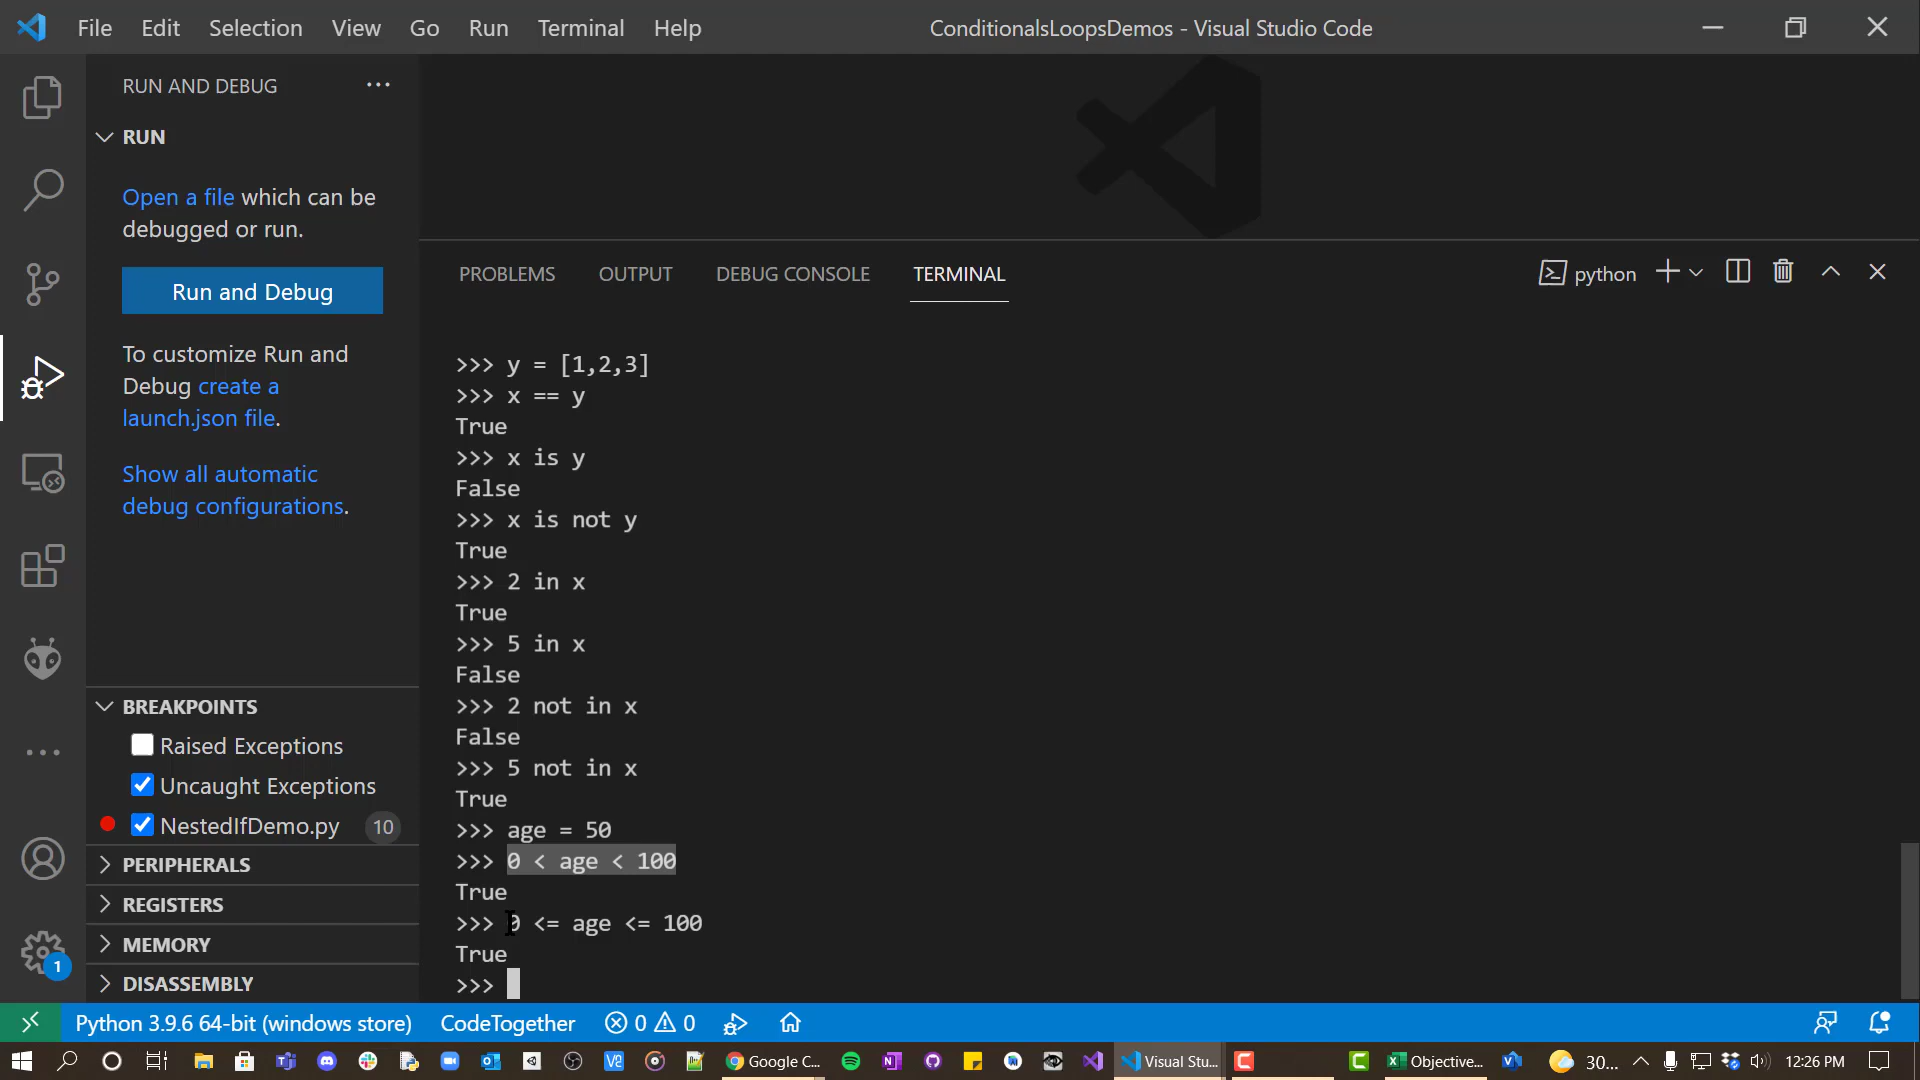 File Edit Selection View Go Run Terminal Help
ConditionalsLoopsDemos - Visual Studio Code
RUN AND DEBUG
RUN
Open a file which can be
debugged or run.
Run and Debug
To customize Run and
Debug create a
launch.json file.
Show all automatic
debug configurations.
BREAKPOINTS
Raised Exceptions
Uncaught Exceptions
NestedIfDemo.py 10
PERIPHERALS
REGISTERS
MEMORY
DISASSEMBLY
1
PROBLEMS OUTPUT DEBUG CONSOLE TERMINAL
python
>>> y = [1,2,3]
>>> x == y
True
>>> x is y
False
>>> x is not y
True
>>> 2 in x
True
>>> 5 in x
False
>>> 2 not in x
False
>>> 5 not in x
True
>>> age = 50
>>> 0 < age < 100
True
>>> 0 <= age <= 100
True
>>>
Python 3.9.6 64-bit (windows store) CodeTogether 0 0
Google C... Visual Stu... Objective... 30... 12:26 PM